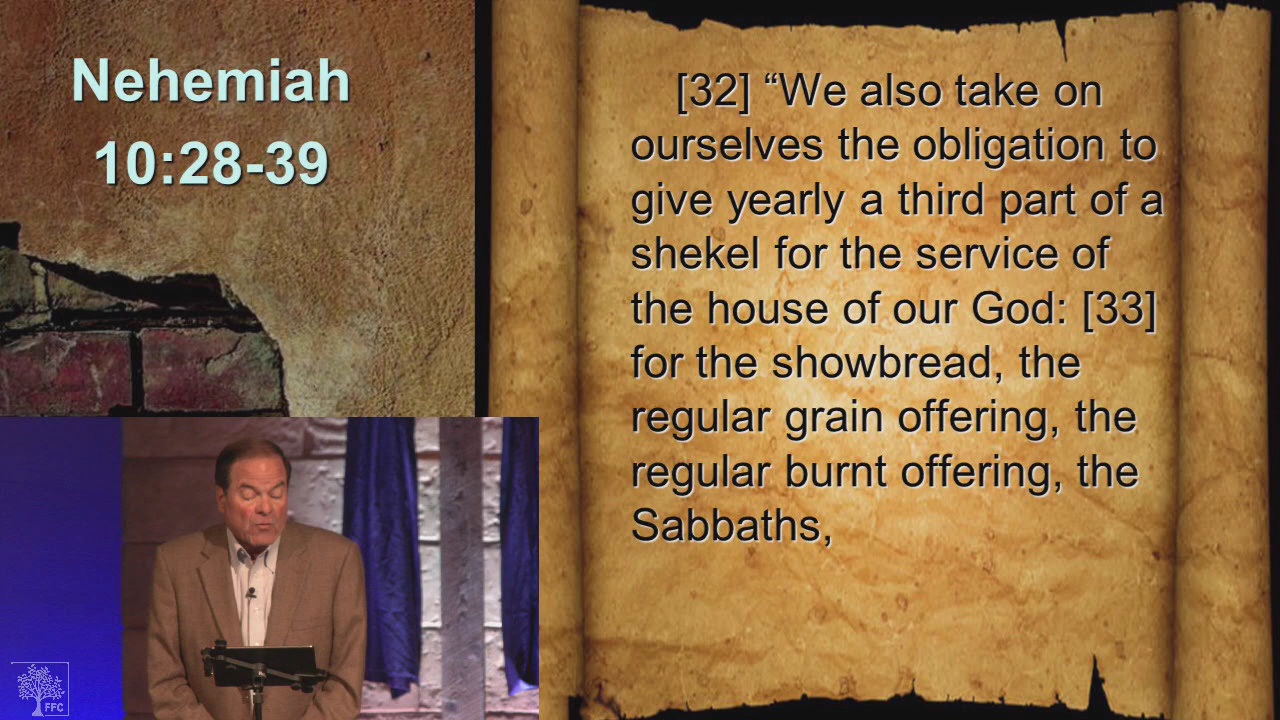 Nehemiah
10:28-39
[32] “We also take on
ourselves the obligation to
give yearly a third part of a
shekel for the service of
the house of our God: [33]
for the showbread, the
regular grain offering, the
regular burnt offering, the
Sabbaths,
FFC